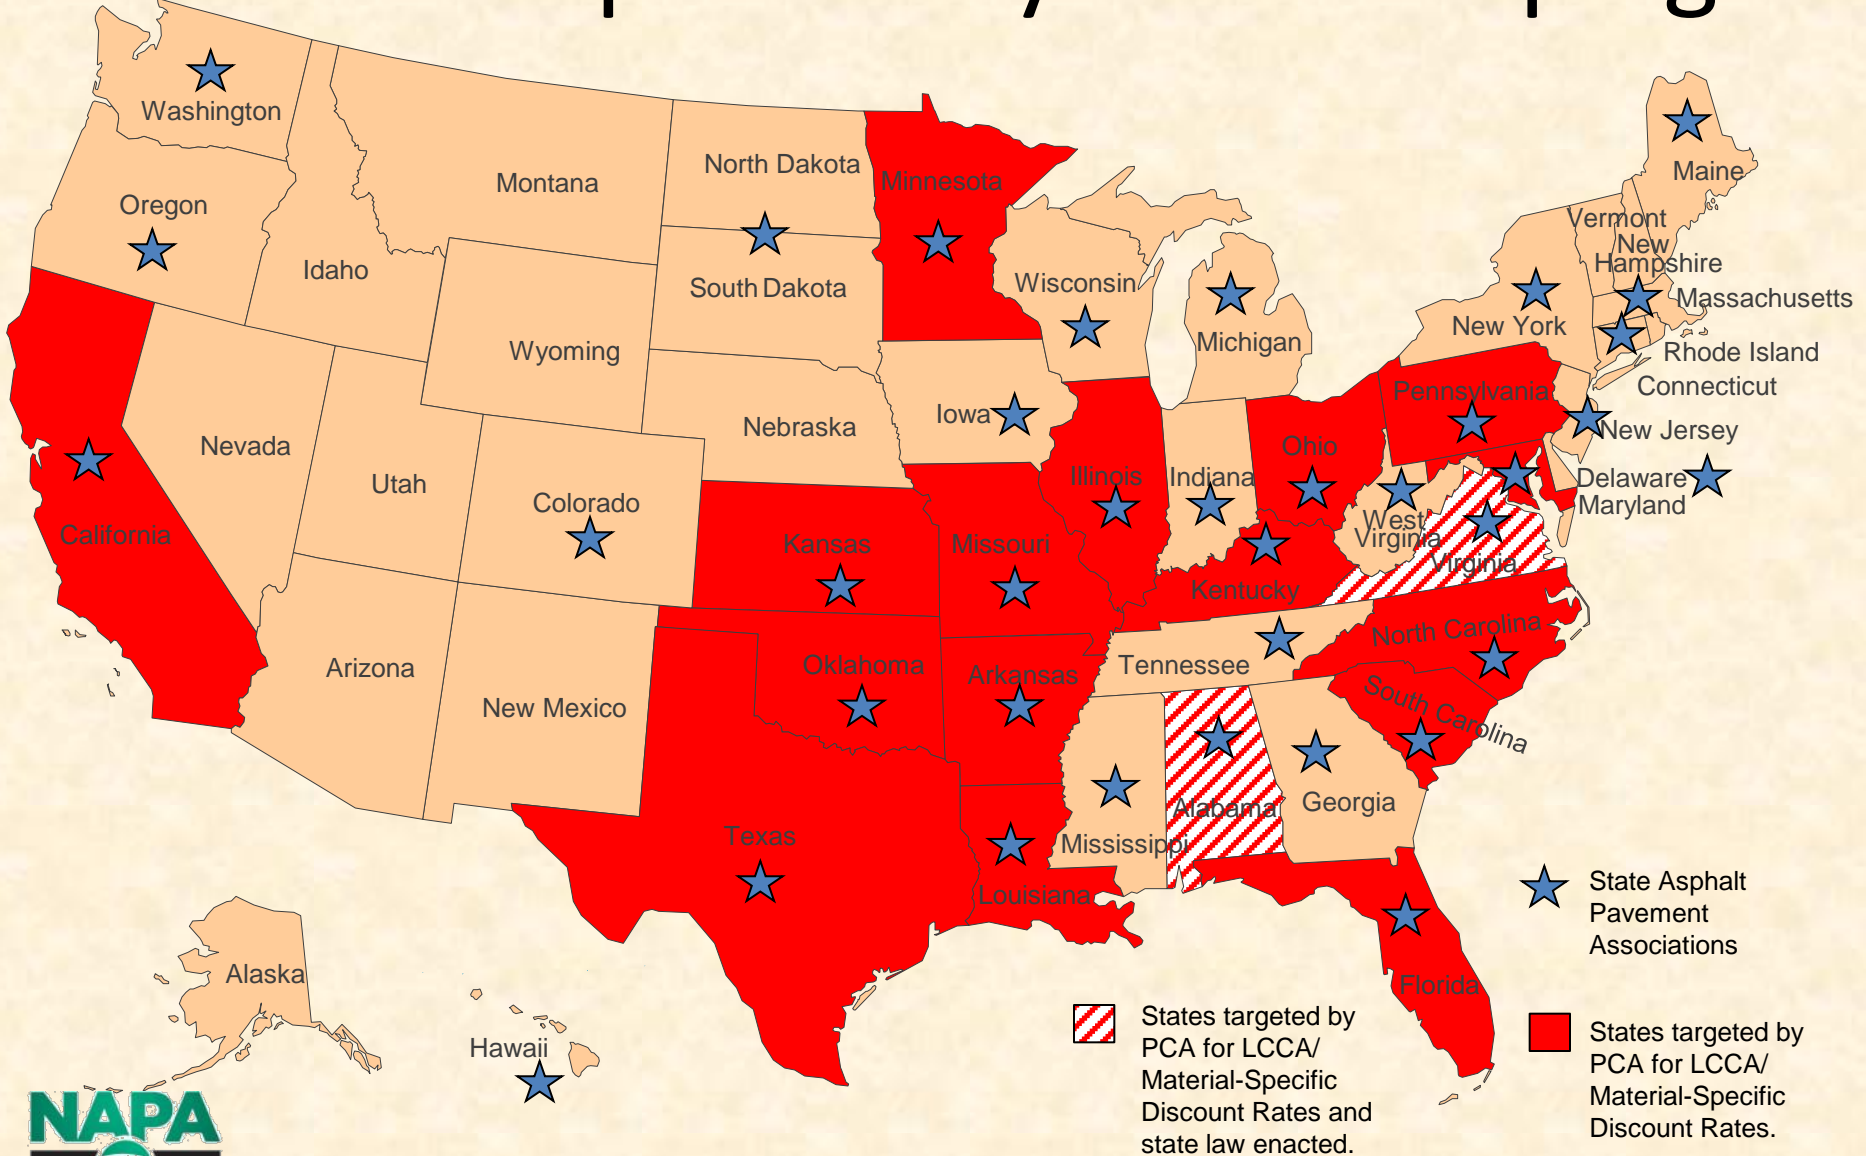 Washington
Montana
North Dakota
Minnesota
Maine
Oregon
Idaho
South Dakota
Wisconsin
Vermont
New
Hampshire
Massachusetts
Wyoming
Michigan
New York
Rhode Island
Connecticut
Nevada
Utah
Nebraska
Iowa
Pennsylvania
New Jersey
Colorado
Illinois
Indiana
Ohio
Delaware
Maryland
California
Kansas
Missouri
West
Virginia
Virginia
Kentucky
Arizona
New Mexico
Oklahoma
Arkansas
Tennessee
North Carolina
South Carolina
Texas
Louisiana
Mississippi
Alabama
Georgia
Florida
Alaska
Hawaii
State Asphalt
Pavement
Associations
States targeted by
PCA for LCCA/
Material-Specific
Discount Rates and
state law enacted.
States targeted by
PCA for LCCA/
Material-Specific
Discount Rates.
NAPA